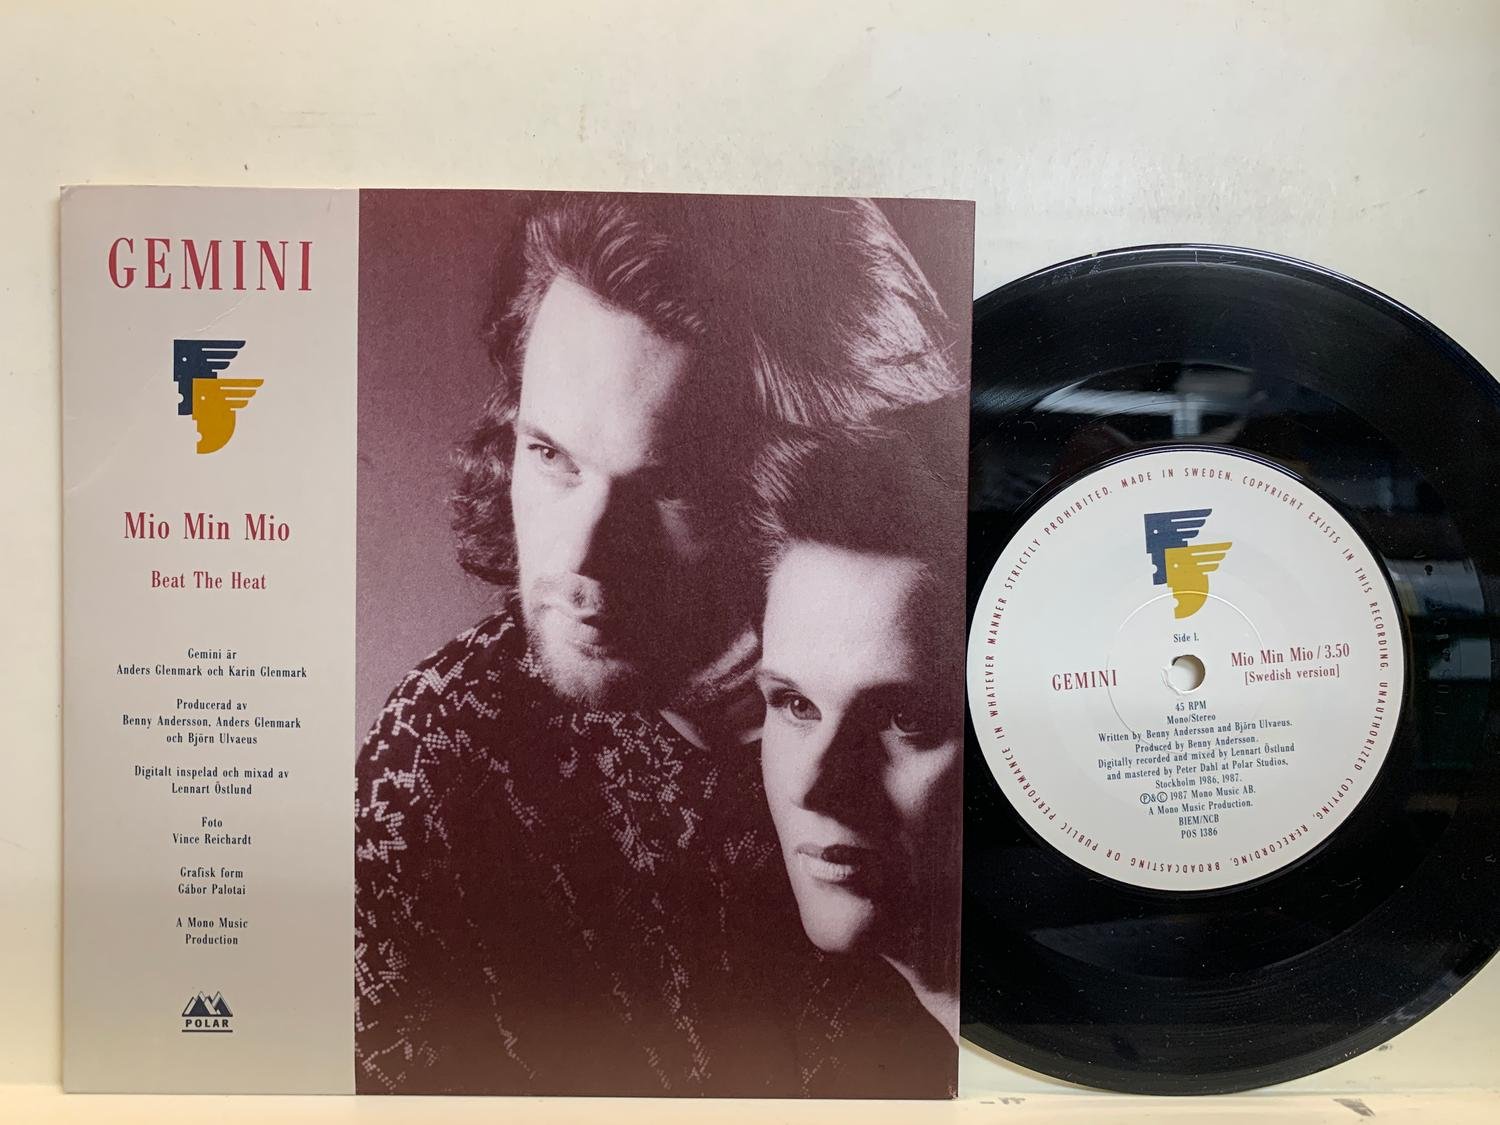 GEMINI
Mio Min Mio
Beat The Heat
Gemini är
Anders Glenmark och Karin Glenmark
Producerad av
Benny Andersson, Anders Glenmark
och Björn Ulvaeus
Digitalt inspelad och mixad av
Lennart Östlund
Foto
Vince Reichardt
Grafisk form
Gábor Palotai
A Mono Music
Production
POLAR
MADE IN SWEDEN. COPYRIGHT EXISTS IN THIS RECORDING. UNAUTHORIZED COPYING, RERECORDING, BROADCASTING OR PUBLIC PERFORMANCE IN WHATEVER MANNER STRICTLY PROHIBITED.
Side 1.
GEMINI
Mio Min Mio / 3.50
[Swedish version]
45 RPM
Mono/Stereo
Written by Benny Andersson and Björn Ulvaeus.
Produced by Benny Andersson.
Digitally recorded and mixed by Lennart Östlund
and mastered by Peter Dahl at Polar Studios,
Stockholm 1986, 1987.
Ⓟ&© 1987 Mono Music AB.
A Mono Music Production.
BIEM/NCB
POS 1386